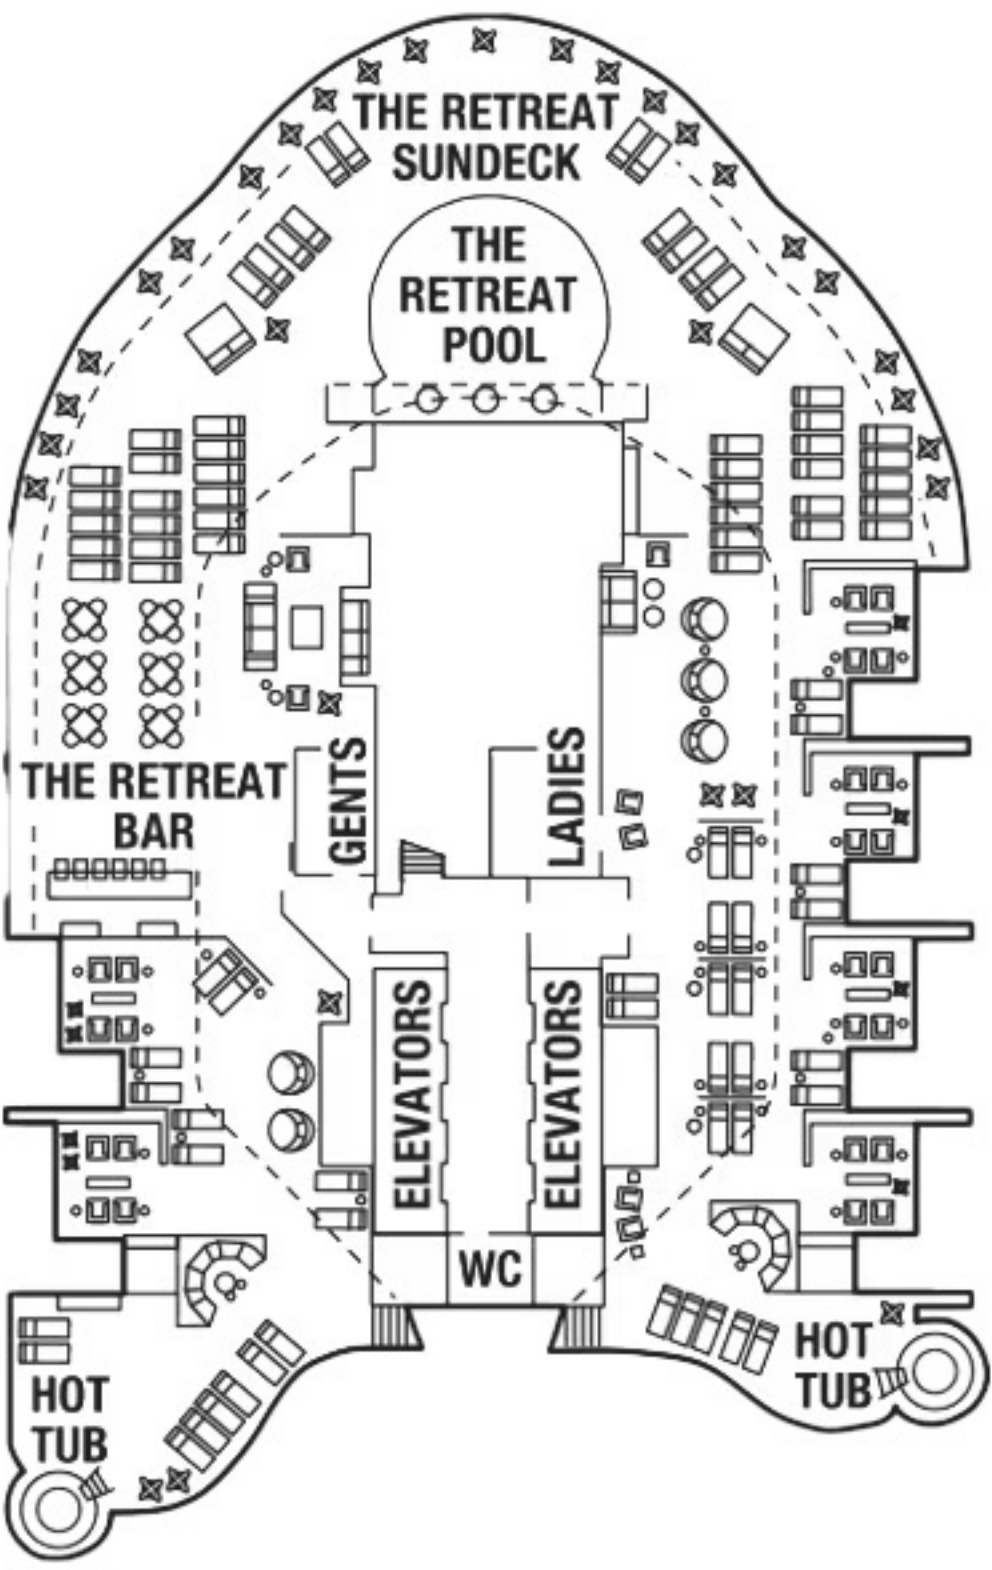 THE RETREAT
SUNDECK
THE
RETREAT
POOL
GENTS
LADIES
THE RETREAT
BAR
ELEVATORS
ELEVATORS
WC
HOT
TUB
HOT
TUB